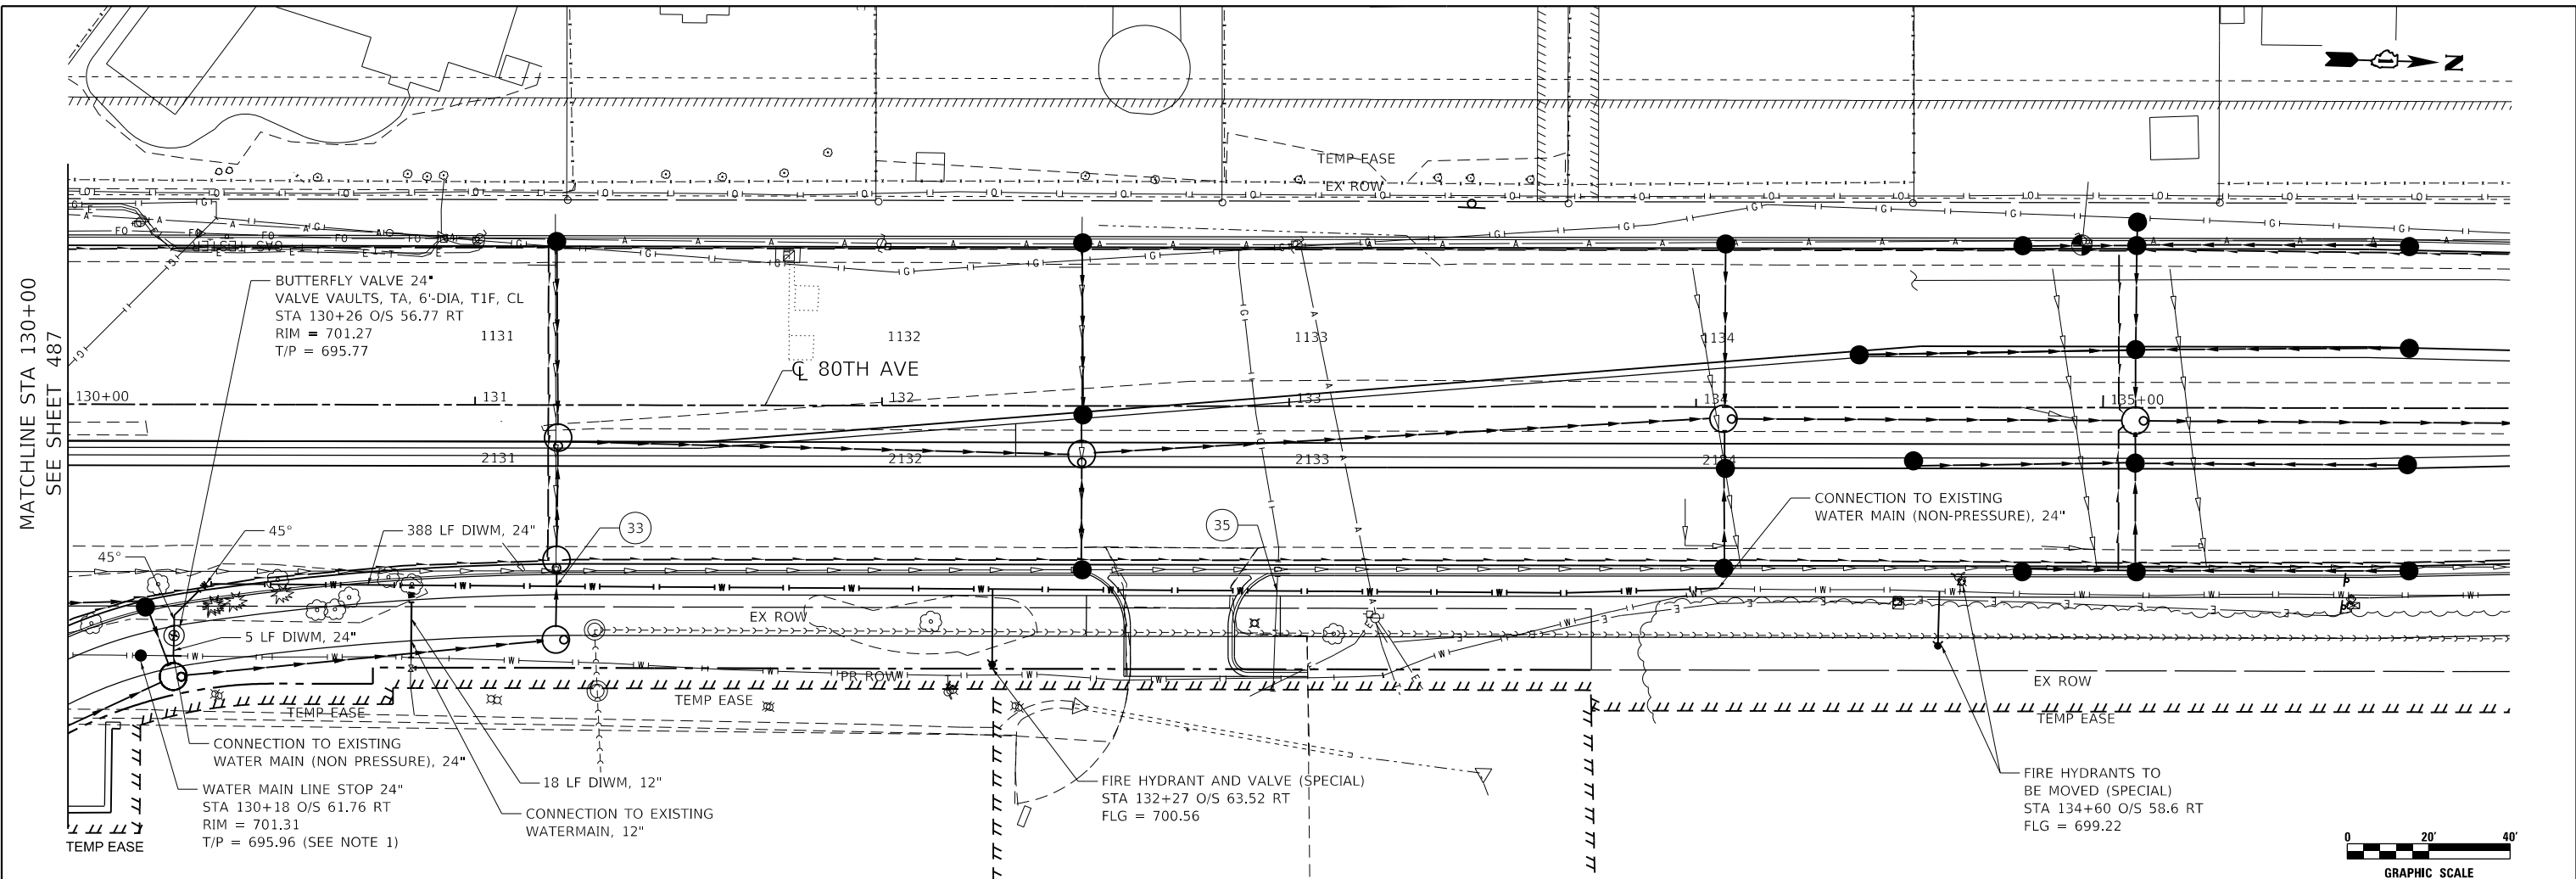 N
TEMP EASE
EX ROW
MATCHLINE STA 130+00
SEE SHEET 487
GAS TESTER
BUTTERFLY VALVE 24"
VALVE VAULTS, TA, 6'-DIA, T1F, CL
STA 130+26 O/S 56.77 RT
RIM = 701.27
T/P = 695.77
1131
1132
1133
1134
℄ 80TH AVE
130+00
131
132
133
134
135+00
2131
2132
2133
2134
45°
45°
388 LF DIWM, 24"
33
35
CONNECTION TO EXISTING
WATER MAIN (NON-PRESSURE), 24"
EX ROW
5 LF DIWM, 24"
PR ROW
EX ROW
TEMP EASE
TEMP EASE
TEMP EASE
CONNECTION TO EXISTING
WATER MAIN (NON PRESSURE), 24"
WATER MAIN LINE STOP 24"
STA 130+18 O/S 61.76 RT
RIM = 701.31
T/P = 695.96 (SEE NOTE 1)
TEMP EASE
18 LF DIWM, 12"
CONNECTION TO EXISTING
WATERMAIN, 12"
FIRE HYDRANT AND VALVE (SPECIAL)
STA 132+27 O/S 63.52 RT
FLG = 700.56
FIRE HYDRANTS TO
BE MOVED (SPECIAL)
STA 134+60 O/S 58.6 RT
FLG = 699.22
0 20' 40'
GRAPHIC SCALE